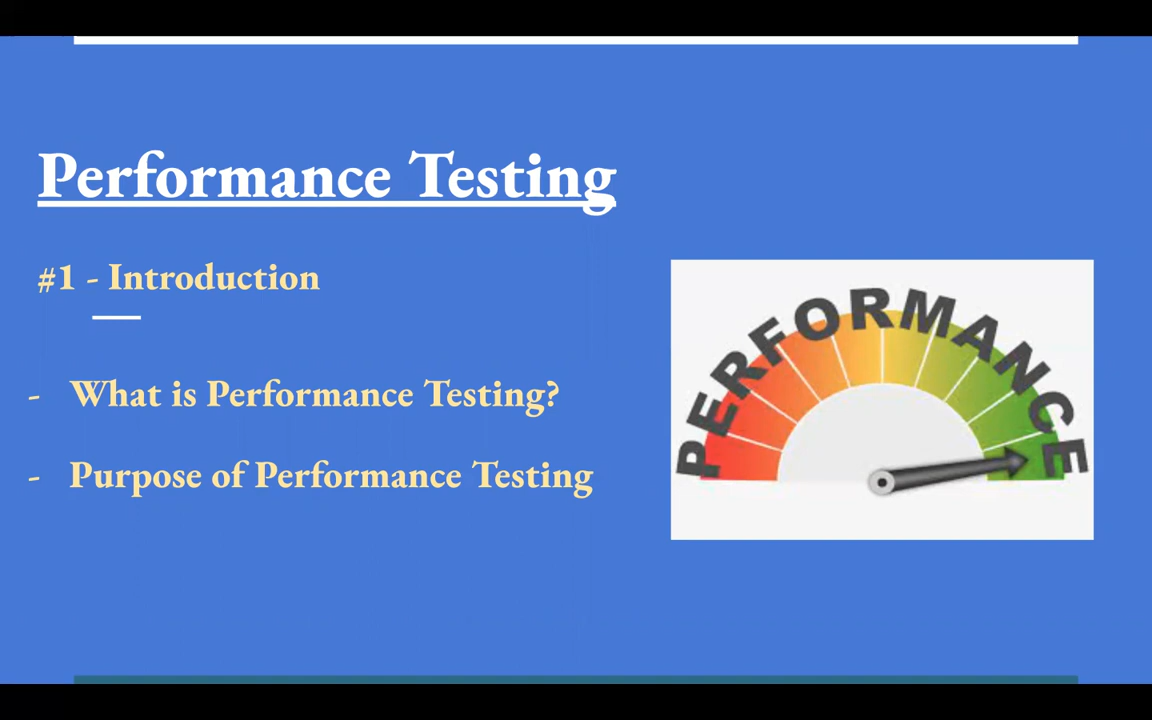 Performance Testing
#1 - Introduction
- What is Performance Testing?
- Purpose of Performance Testing
PERFORMANCE